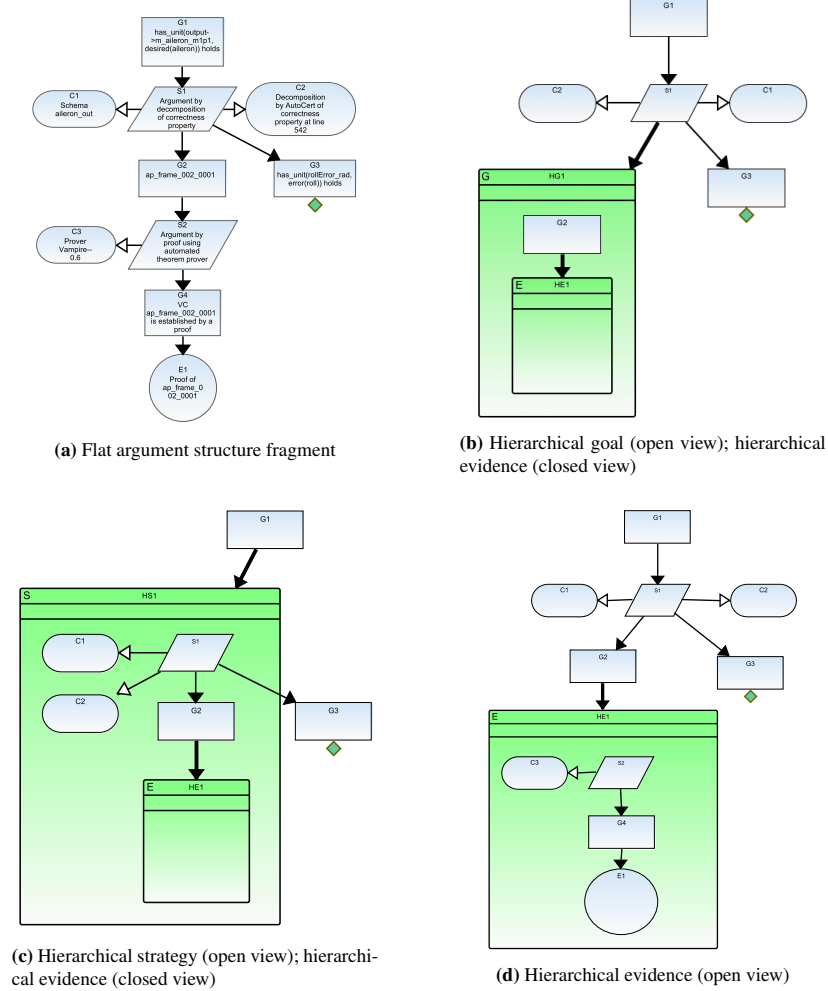 G1
has_unit(output-
>m_aileron_m1p1,
desired(aileron)) holds
C1
Schema
aileron_out
S1
Argument by
decomposition
of correctness
property
C2
Decomposition
by AutoCert of
correctness
property at line
542
G2
ap_frame_002_0001
G3
has_unit(rollError_rad,
error(roll)) holds
C3
Prover
Vampire--
0.6
S2
Argument by
proof using
automated
theorem prover
G4
VC
ap_frame_002_0001
is established by a
proof
E1
Proof of
ap_frame_0
02_0001
(a) Flat argument structure fragment
G1
C2
S1
C1
G
HG1
G3
G2
E
HE1
(b) Hierarchical goal (open view); hierarchical
evidence (closed view)
G1
S
HS1
C1
S1
C2
G2
G3
E
HE1
(c) Hierarchical strategy (open view); hierarchi-
cal evidence (closed view)
G1
C1
S1
C2
G2
G3
E
HE1
C3
S2
G4
E1
(d) Hierarchical evidence (open view)